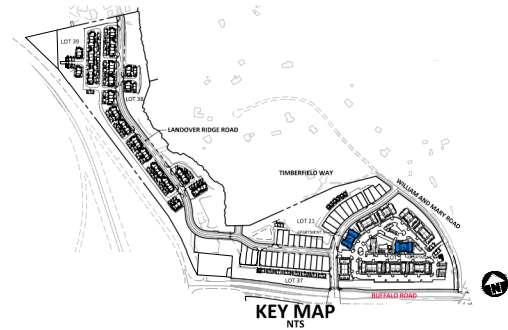 LOT 39
LOT 38
LANDOVER RIDGE ROAD
TIMBERFIELD WAY
WILLIAM AND MARY ROAD
LOT 21
APARTMENT
LOT 37
BUFFALO ROAD
N
KEY MAP
NTS